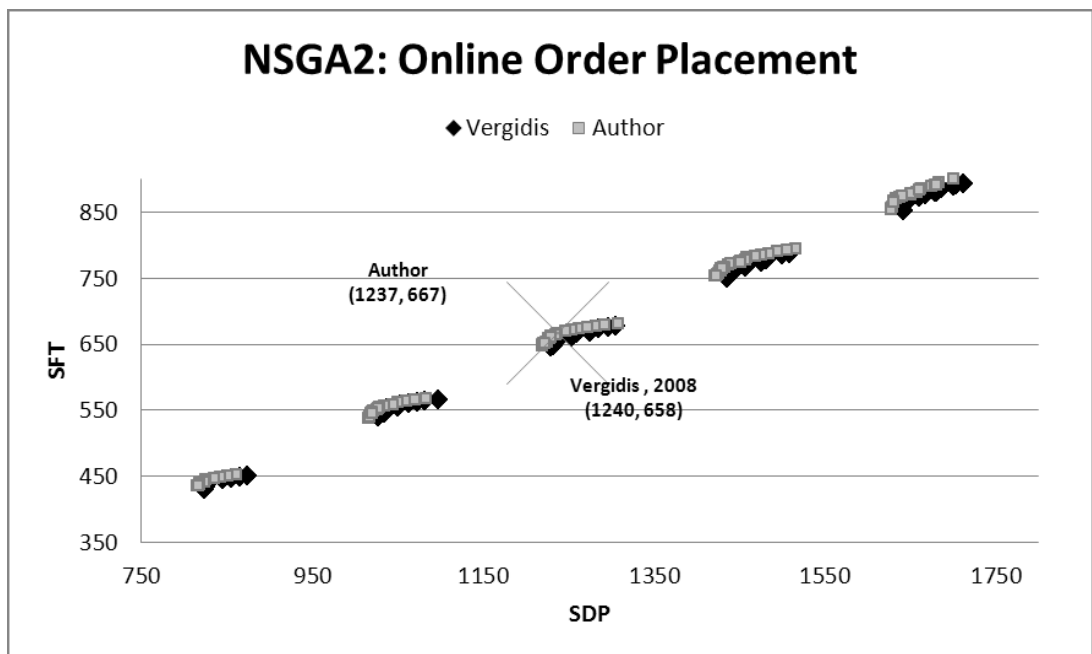 NSGA2: Online Order Placement
Vergidis Author
850
750
650
550
450
350
SFT
Author
(1237, 667)
Vergidis , 2008
(1240, 658)
750 950 1150 1350 1550 1750
SDP